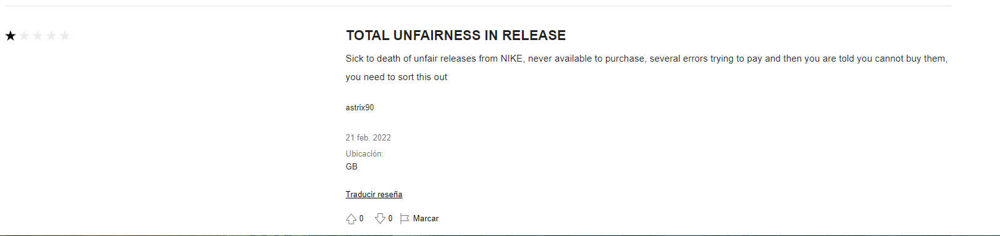 TOTAL UNFAIRNESS IN RELEASE
Sick to death of unfair releases from NIKE, never available to purchase, several errors trying to pay and then you are told you cannot buy them,
you need to sort this out
astrix90
21 feb. 2022
Ubicación:
GB
Traducir reseña
0 0 Marcar